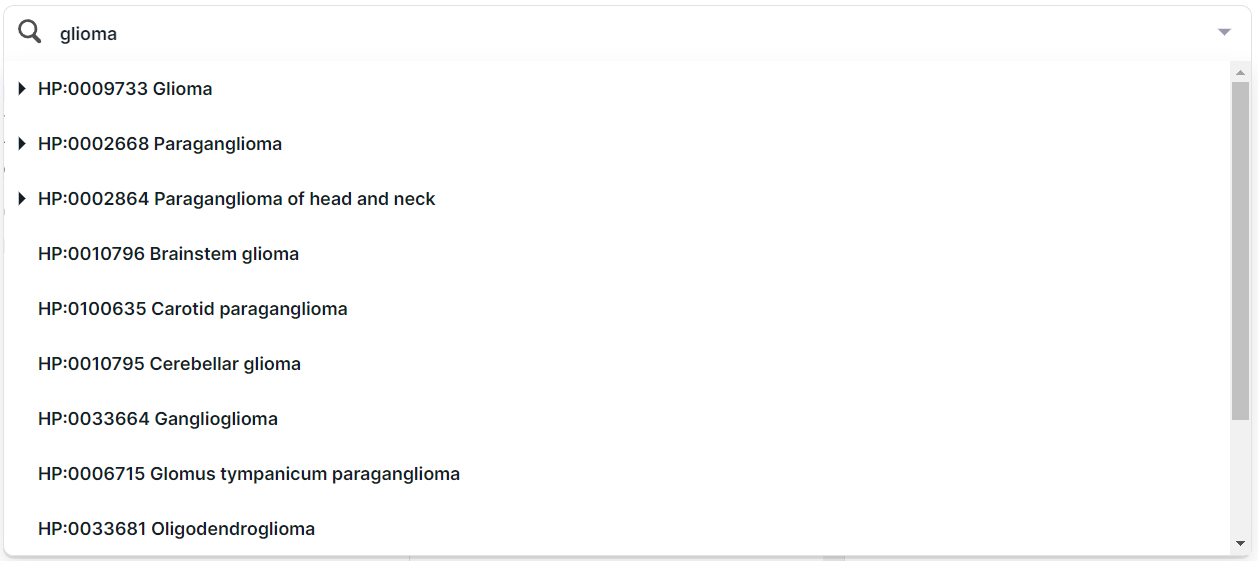 glioma
HP:0009733 Glioma
HP:0002668 Paraganglioma
HP:0002864 Paraganglioma of head and neck
HP:0010796 Brainstem glioma
HP:0100635 Carotid paraganglioma
HP:0010795 Cerebellar glioma
HP:0033664 Ganglioglioma
HP:0006715 Glomus tympanicum paraganglioma
HP:0033681 Oligodendroglioma